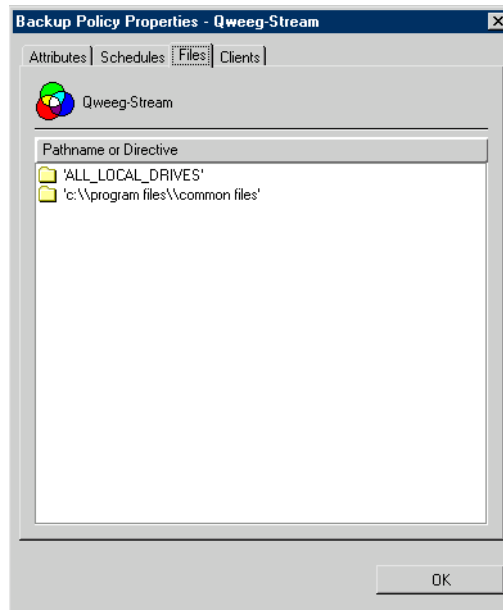 Backup Policy Properties - Qweeg-Stream
Attributes Schedules Files Clients
Qweeg-Stream
Pathname or Directive
'ALL_LOCAL_DRIVES'
'c:\\program files\\common files'
OK